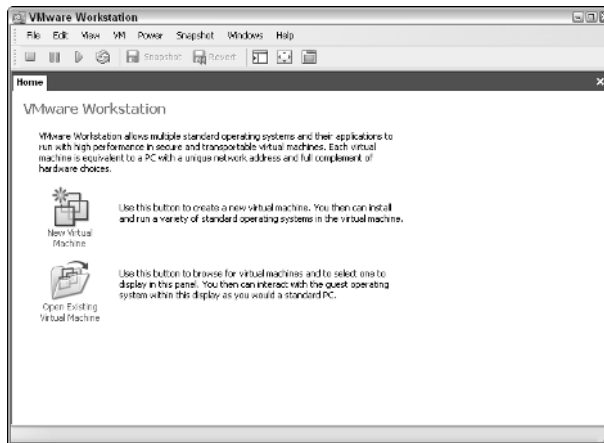 VMware Workstation
File Edit View VM Power Snapshot Windows Help
Snapshot Revert
Home
VMware Workstation
VMware Workstation allows multiple standard operating systems and their applications to
run with high performance in secure and transportable virtual machines. Each virtual
machine is equivalent to a PC with a unique network address and full complement of
hardware choices.
New Virtual
Machine
Use this button to create a new virtual machine. You then can install
and run a variety of standard operating systems in the virtual machine.
Open Existing
Virtual Machine
Use this button to browse for virtual machines and to select one to
display in this panel. You then can interact with the guest operating
system within this display as you would a standard PC.